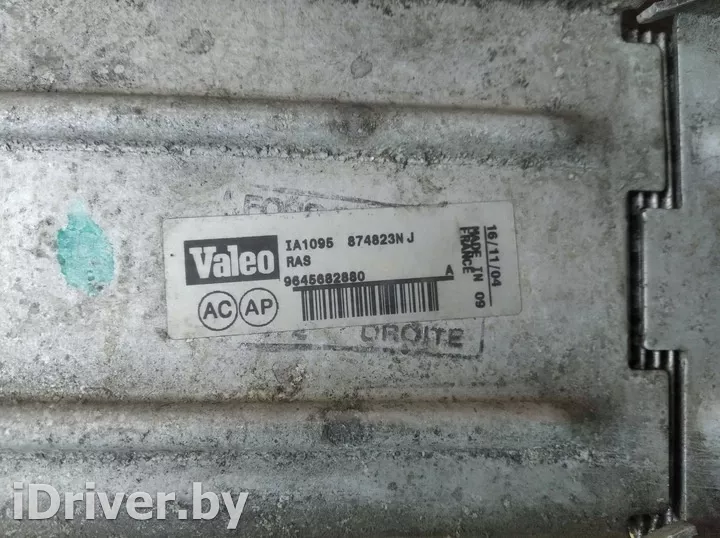 Valeo
IA1095 874823N J
RAS
9645682880 A
AC AP
16/11/04
MADE IN 09
FRANCE
DROITE
iDriver.by